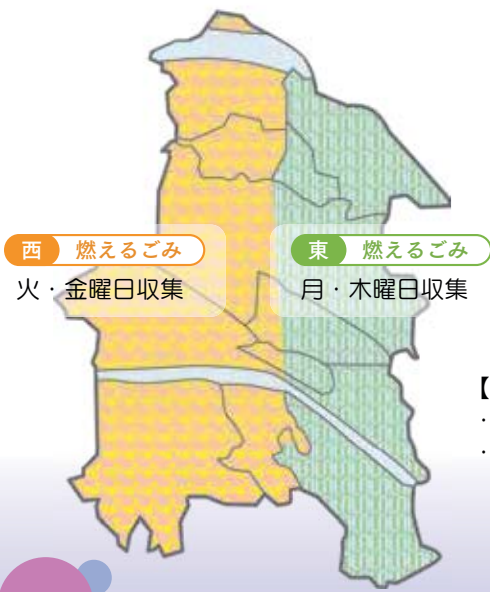 西 燃えるごみ
火・金曜日収集
東 燃えるごみ
月・木曜日収集
【
・
・